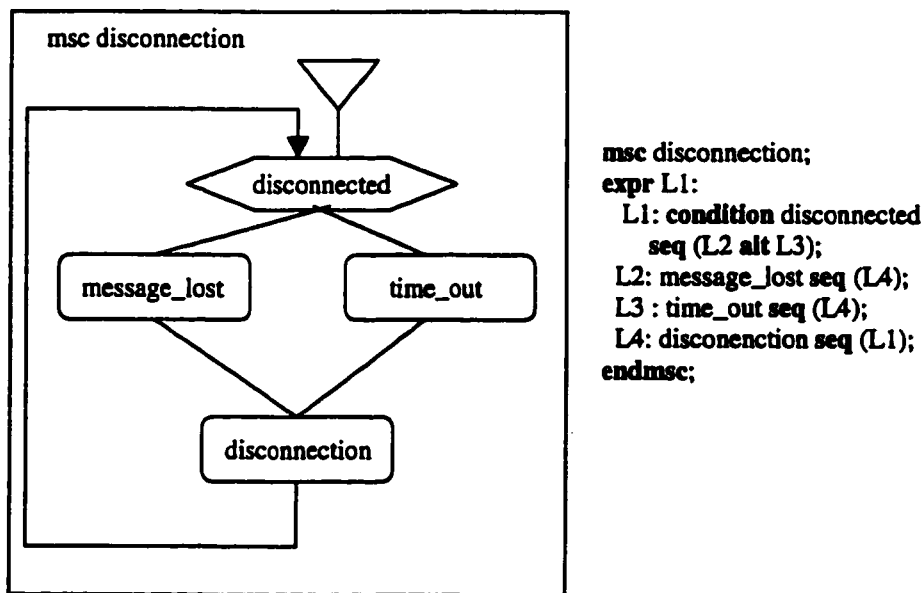 msc disconnection
disconnected
message_lost
time_out
disconnection
msc disconnection;
expr L1:
L1: condition disconnected
seq (L2 alt L3);
L2: message_lost seq (L4);
L3 : time_out seq (L4);
L4: disconenction seq (L1);
endmsc;